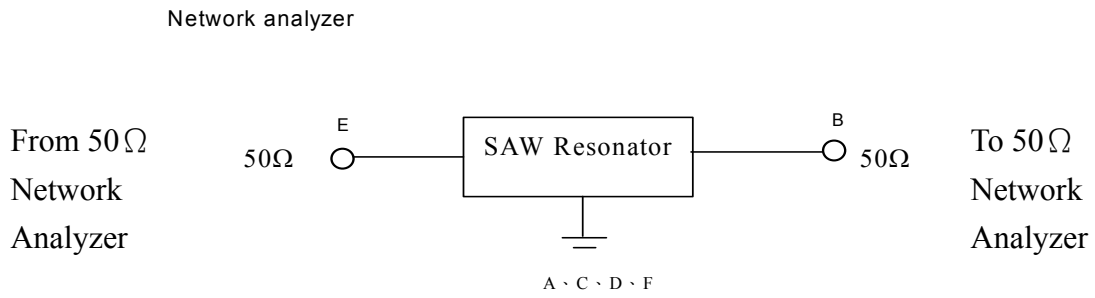 Network analyzer
From 50Ω
Network
Analyzer
50Ω
E
SAW Resonator
B
50Ω
To 50Ω
Network
Analyzer
A、C、D、F